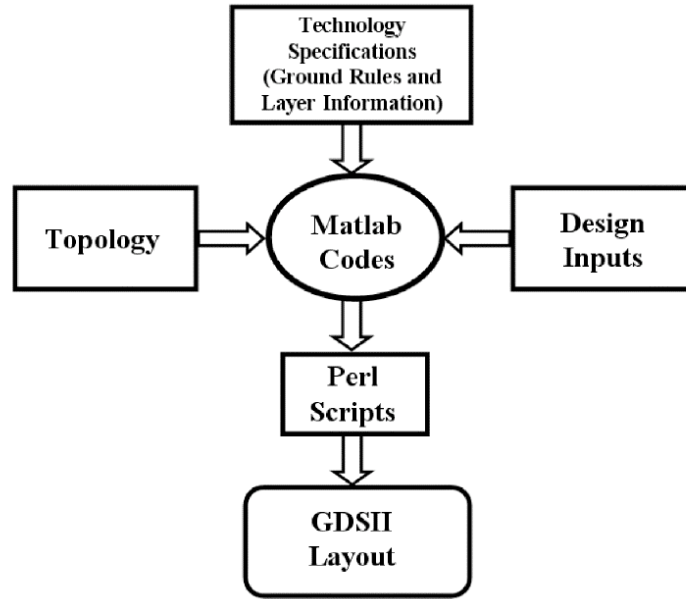 Technology
Specifications
(Ground Rules and
Layer Information)
Topology
Matlab
Codes
Design
Inputs
Perl
Scripts
GDSII
Layout